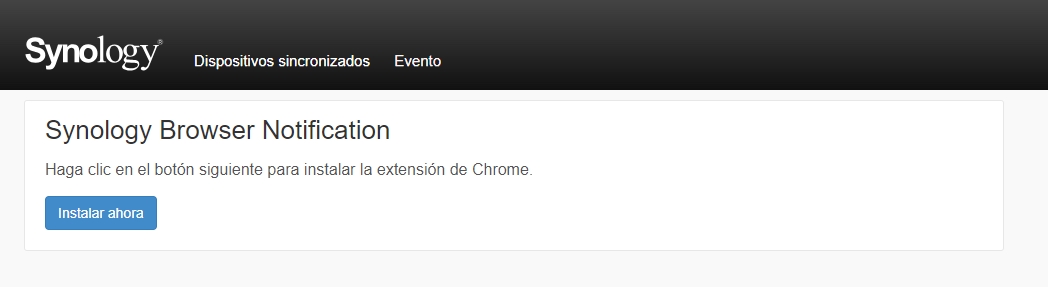 Synology®
Dispositivos sincronizados Evento
Synology Browser Notification
Haga clic en el botón siguiente para instalar la extensión de Chrome.
Instalar ahora